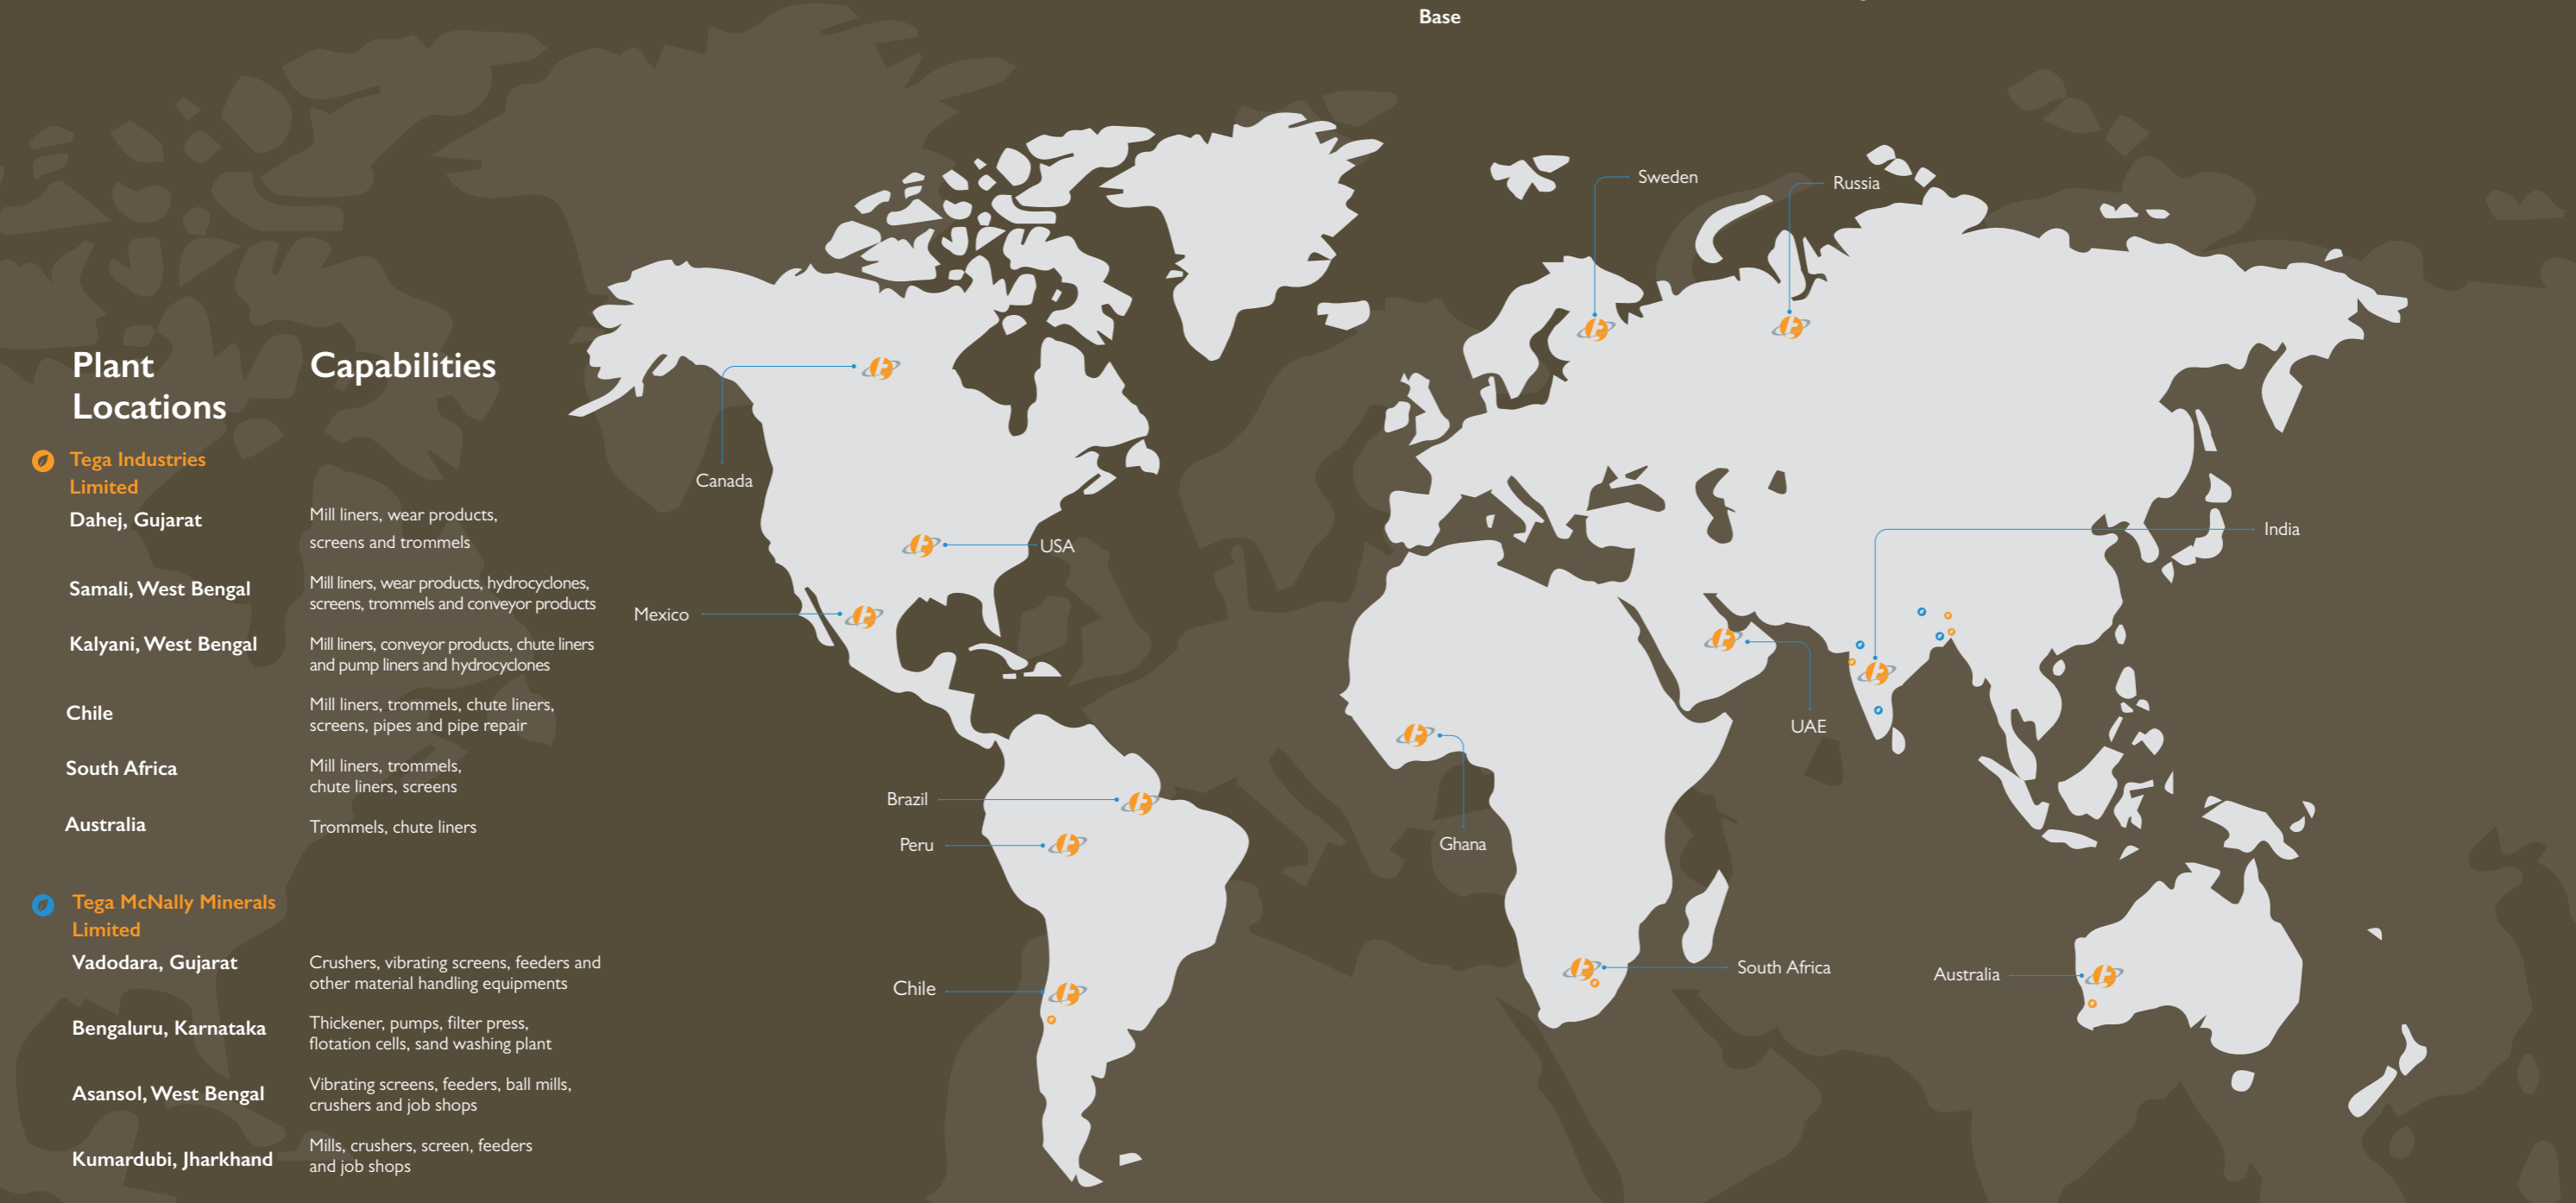 Base
Plant
Locations
Capabilities
Tega Industries
Limited
Dahej, Gujarat
Mill liners, wear products,
screens and trommels
Samali, West Bengal
Mill liners, wear products, hydrocyclones,
screens, trommels and conveyor products
Kalyani, West Bengal
Mill liners, conveyor products, chute liners
and pump liners and hydrocyclones
Chile
Mill liners, trommels, chute liners,
screens, pipes and pipe repair
South Africa
Mill liners, trommels,
chute liners, screens
Australia
Trommels, chute liners
Tega McNally Minerals
Limited
Vadodara, Gujarat
Crushers, vibrating screens, feeders and
other material handling equipments
Bengaluru, Karnataka
Thickener, pumps, filter press,
flotation cells, sand washing plant
Asansol, West Bengal
Vibrating screens, feeders, ball mills,
crushers and job shops
Kumardubi, Jharkhand
Mills, crushers, screen, feeders
and job shops
Sweden
Russia
Canada
India
USA
Mexico
UAE
Brazil
Peru
Ghana
South Africa
Australia
Chile